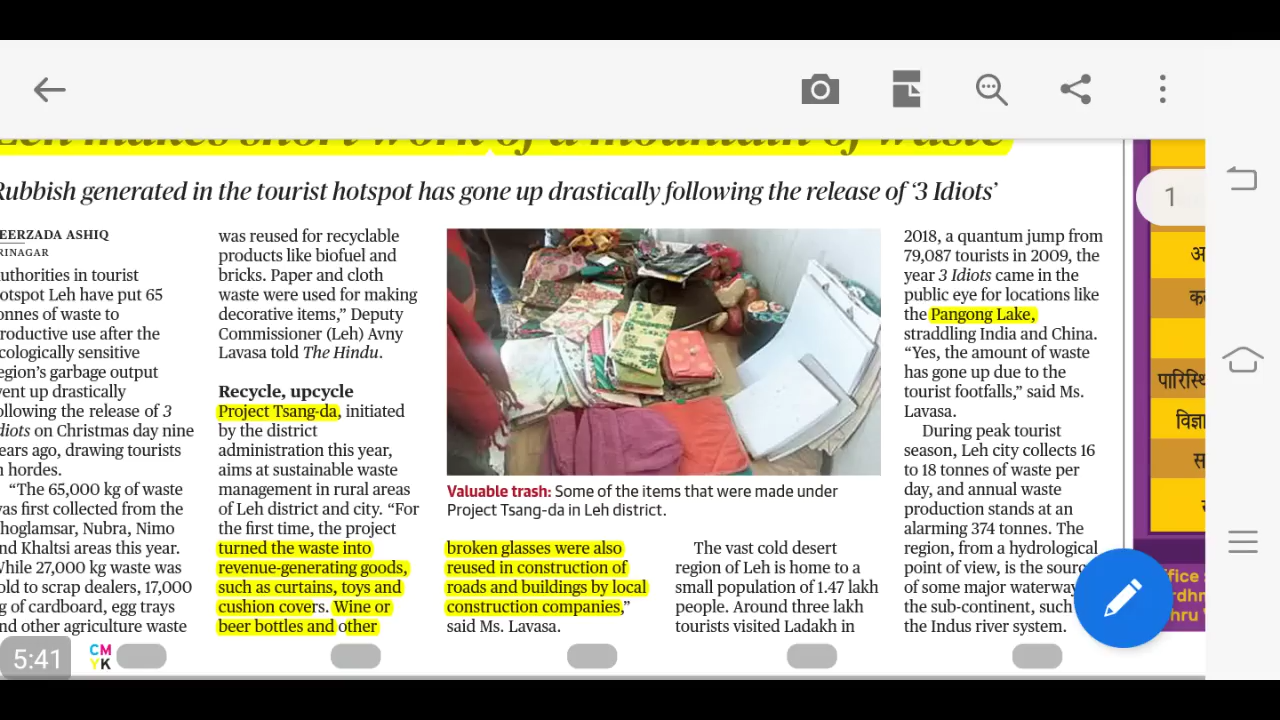 1
Leh makes short work of a mountain of waste
Rubbish generated in the tourist hotspot has gone up drastically following the release of ‘3 Idiots’
EERZADA ASHIQ
RINAGAR
uthorities in tourist
otspot Leh have put 65
onnes of waste to
roductive use after the
cologically sensitive
egion’s garbage output
ent up drastically
ollowing the release of 3
diots on Christmas day nine
ears ago, drawing tourists
n hordes.
“The 65,000 kg of waste
as first collected from the
hoglamsar, Nubra, Nimo
nd Khaltsi areas this year.
While 27,000 kg waste was
old to scrap dealers, 17,000
g of cardboard, egg trays
nd other agriculture waste
was reused for recyclable
products like biofuel and
bricks. Paper and cloth
waste were used for making
decorative items,” Deputy
Commissioner (Leh) Avny
Lavasa told The Hindu.
Recycle, upcycle
Project Tsang-da, initiated
by the district
administration this year,
aims at sustainable waste
management in rural areas
of Leh district and city. “For
the first time, the project
turned the waste into
revenue-generating goods,
such as curtains, toys and
cushion covers. Wine or
beer bottles and other
Valuable trash: Some of the items that were made under
Project Tsang-da in Leh district.
broken glasses were also
reused in construction of
roads and buildings by local
construction companies,”
said Ms. Lavasa.
The vast cold desert
region of Leh is home to a
small population of 1.47 lakh
people. Around three lakh
tourists visited Ladakh in
2018, a quantum jump from
79,087 tourists in 2009, the
year 3 Idiots came in the
public eye for locations like
the Pangong Lake,
straddling India and China.
“Yes, the amount of waste
has gone up due to the
tourist footfalls,” said Ms.
Lavasa.
During peak tourist
season, Leh city collects 16
to 18 tonnes of waste per
day, and annual waste
production stands at an
alarming 374 tonnes. The
region, from a hydrological
point of view, is the sourc
of some major waterway
the sub-continent, such
the Indus river system.
अ
क
पारिस्थि
विज्ञा
स
ffice
rdhr
hru
5:41
CM
YK